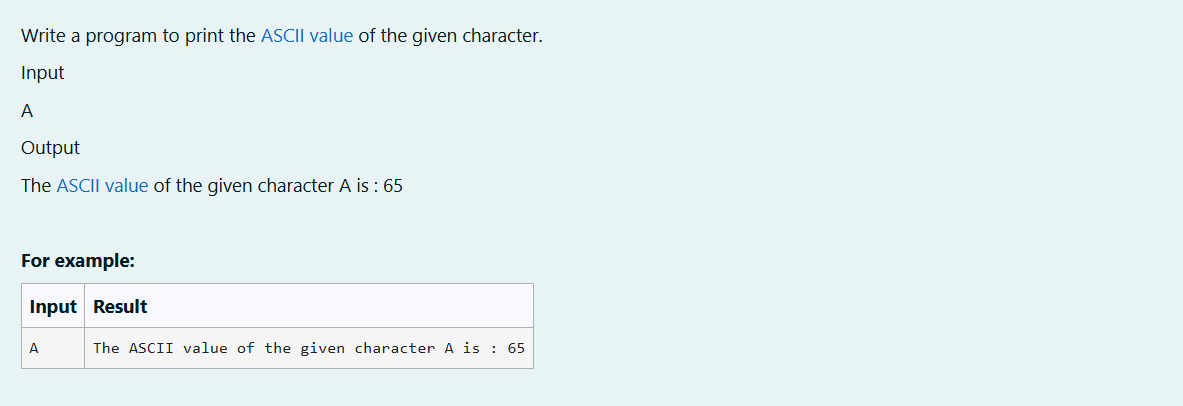 Write a program to print the ASCII value of the given character.
Input
A
Output
The ASCII value of the given character A is : 65
For example:
Input Result
A The ASCII value of the given character A is : 65